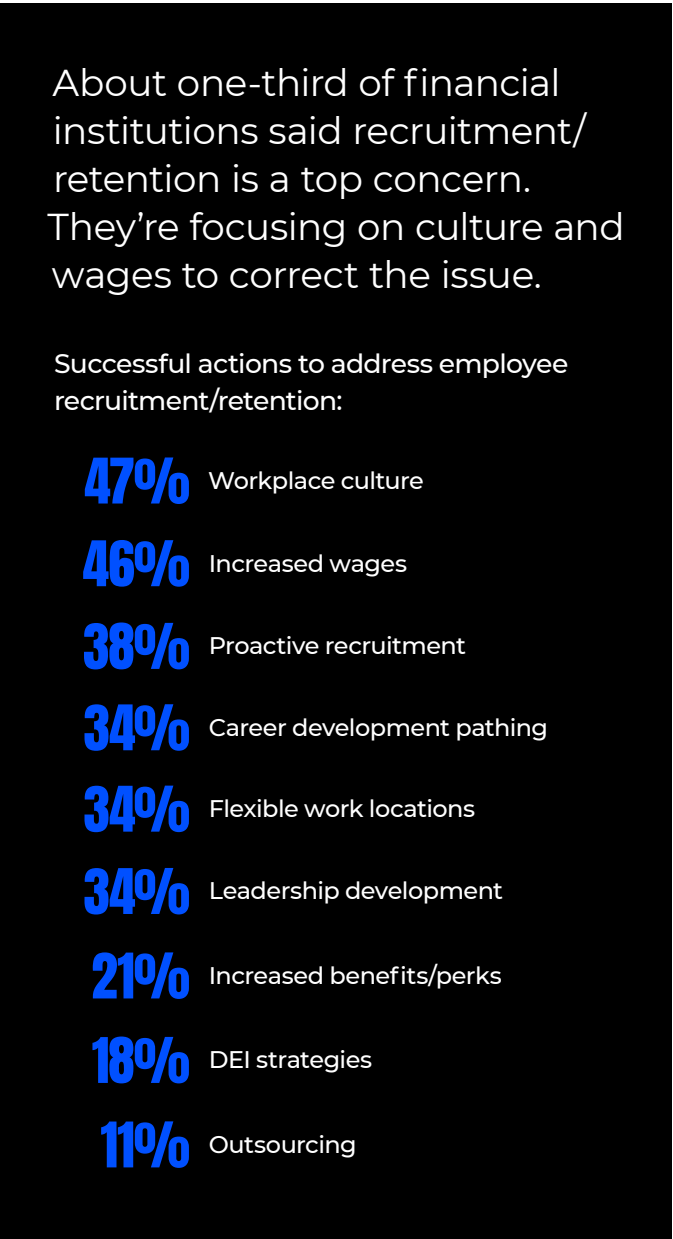 About one-third of financial
institutions said recruitment/
retention is a top concern.
They’re focusing on culture and
wages to correct the issue.
Successful actions to address employee
recruitment/retention:
47% Workplace culture
46% Increased wages
38% Proactive recruitment
34% Career development pathing
34% Flexible work locations
34% Leadership development
21% Increased benefits/perks
18% DEI strategies
11% Outsourcing